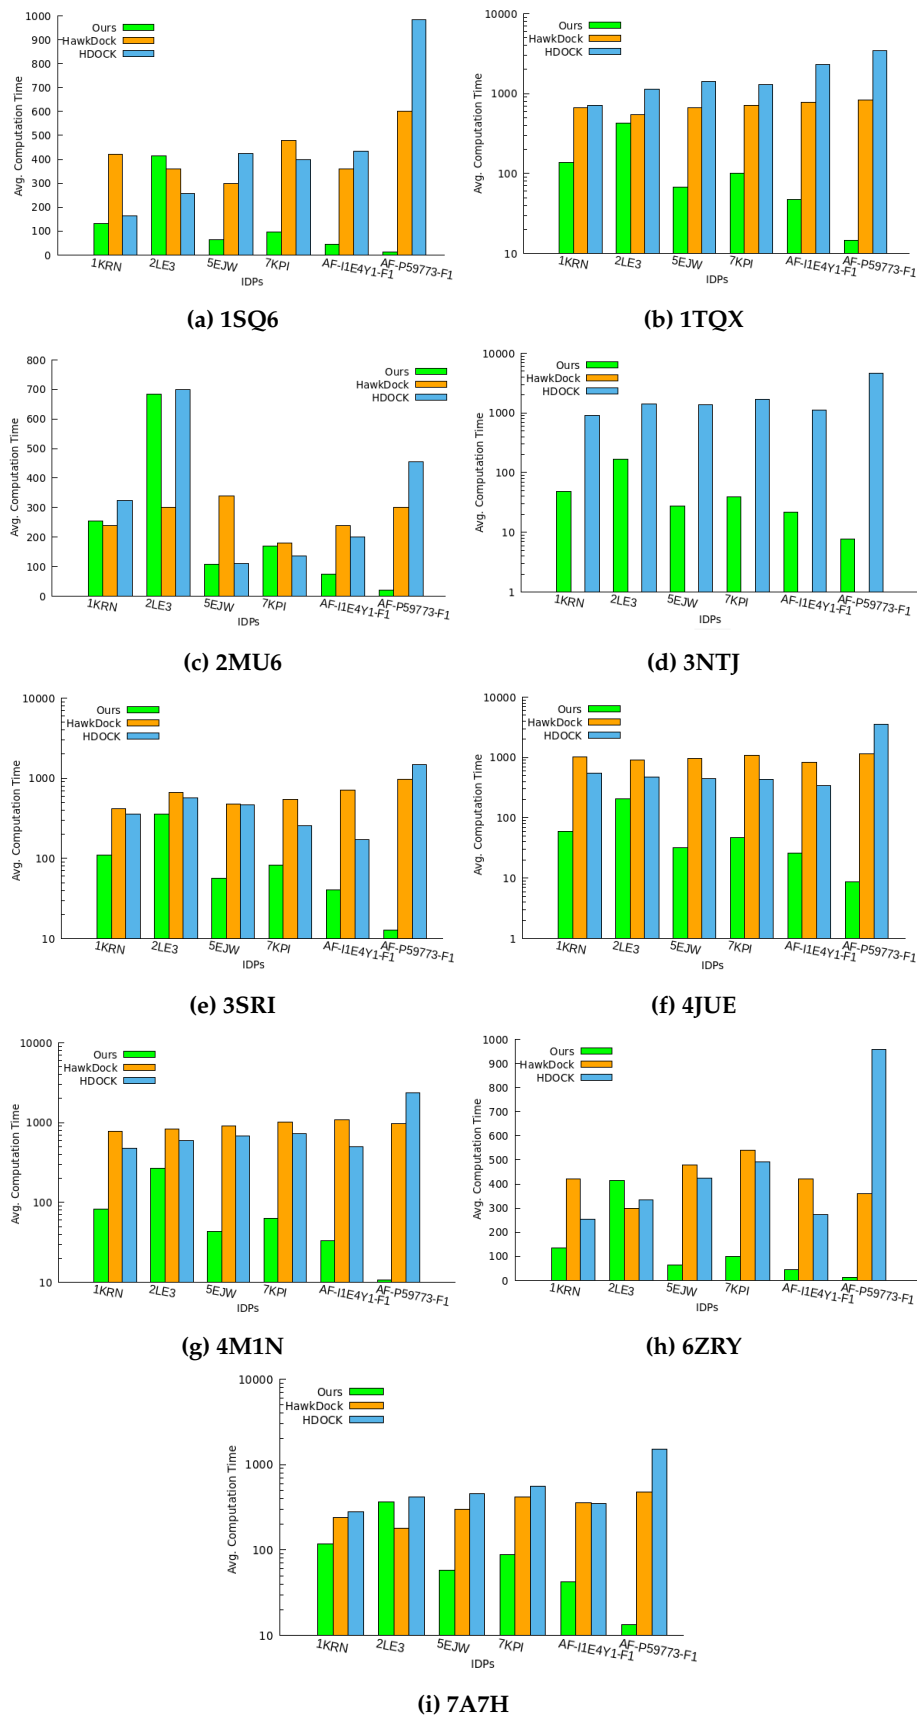 1000
900
800
700
600
500
400
300
200
100
0
Avg. Computation Time
Ours
HawkDock
HDOCK
1KRN 2LE3 5EJW 7KPI AF-I1E4Y1-F1 AF-P59773-F1
IDPs
(a) 1SQ6
10000
1000
100
10
Avg. Computation Time
Ours
HawkDock
HDOCK
1KRN 2LE3 5EJW 7KPI AF-I1E4Y1-F1 AF-P59773-F1
IDPs
(b) 1TQX
800
700
600
500
400
300
200
100
0
Avg. Computation Time
Ours
HawkDock
HDOCK
1KRN 2LE3 5EJW 7KPI AF-I1E4Y1-F1 AF-P59773-F1
IDPs
(c) 2MU6
10000
1000
100
10
1
Avg. Computation Time
Ours
HawkDock
HDOCK
1KRN 2LE3 5EJW 7KPI AF-I1E4Y1-F1 AF-P59773-F1
IDPs
(d) 3NTJ
10000
1000
100
10
Avg. Computation Time
Ours
HawkDock
HDOCK
1KRN 2LE3 5EJW 7KPI AF-I1E4Y1-F1 AF-P59773-F1
IDPs
(e) 3SRI
10000
1000
100
10
1
Avg. Computation Time
Ours
HawkDock
HDOCK
1KRN 2LE3 5EJW 7KPI AF-I1E4Y1-F1 AF-P59773-F1
IDPs
(f) 4JUE
10000
1000
100
10
Avg. Computation Time
Ours
HawkDock
HDOCK
1KRN 2LE3 5EJW 7KPI AF-I1E4Y1-F1 AF-P59773-F1
IDPs
(g) 4M1N
1000
900
800
700
600
500
400
300
200
100
0
Avg. Computation Time
Ours
HawkDock
HDOCK
1KRN 2LE3 5EJW 7KPI AF-I1E4Y1-F1 AF-P59773-F1
IDPs
(h) 6ZRY
10000
1000
100
10
Avg. Computation Time
Ours
HawkDock
HDOCK
1KRN 2LE3 5EJW 7KPI AF-I1E4Y1-F1 AF-P59773-F1
IDPs
(i) 7A7H